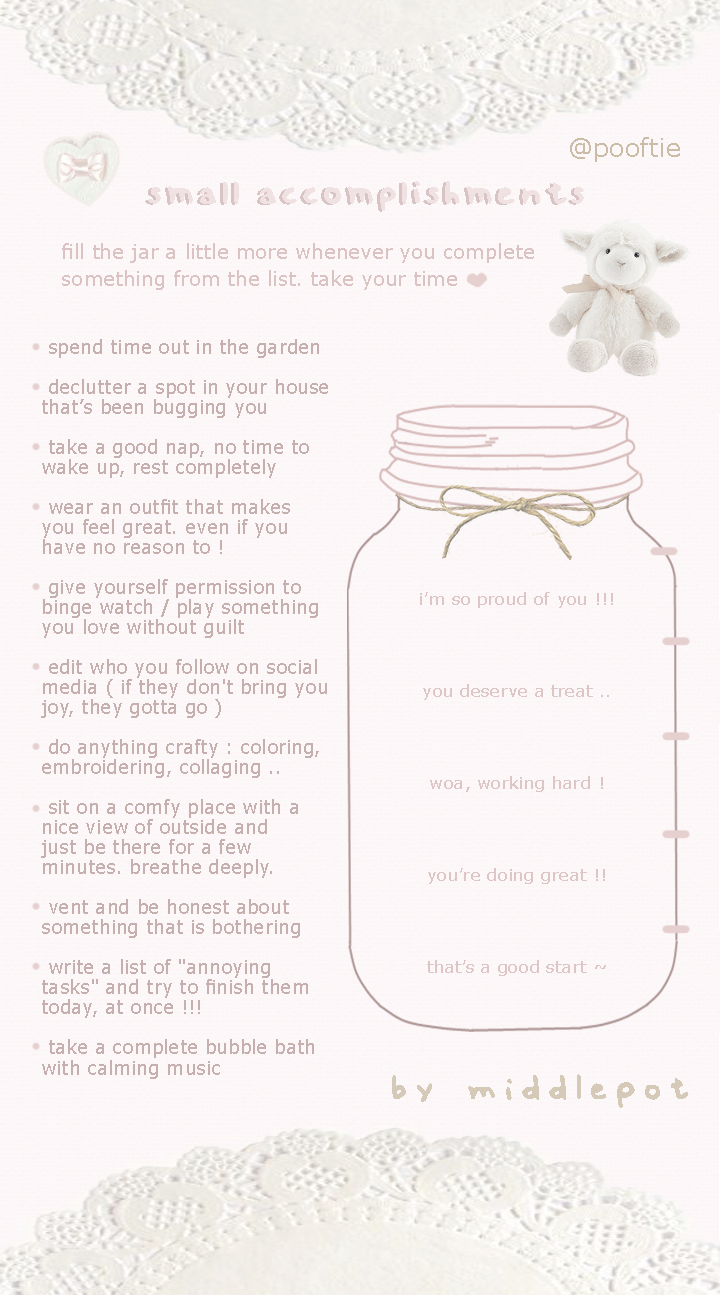 @pooftie
small accomplishments
fill the jar a little more whenever you complete
something from the list. take your time ❤
• spend time out in the garden
• declutter a spot in your house
that’s been bugging you
• take a good nap, no time to
wake up, rest completely
• wear an outfit that makes
you feel great. even if you
have no reason to !
• give yourself permission to
binge watch / play something
you love without guilt
• edit who you follow on social
media ( if they don't bring you
joy, they gotta go )
• do anything crafty : coloring,
embroidering, collaging ..
• sit on a comfy place with a
nice view of outside and
just be there for a few
minutes. breathe deeply.
• vent and be honest about
something that is bothering
• write a list of "annoying
tasks" and try to finish them
today, at once !!!
• take a complete bubble bath
with calming music
i’m so proud of you !!!
you deserve a treat ..
woa, working hard !
you’re doing great !!
that’s a good start ~
by middlepot